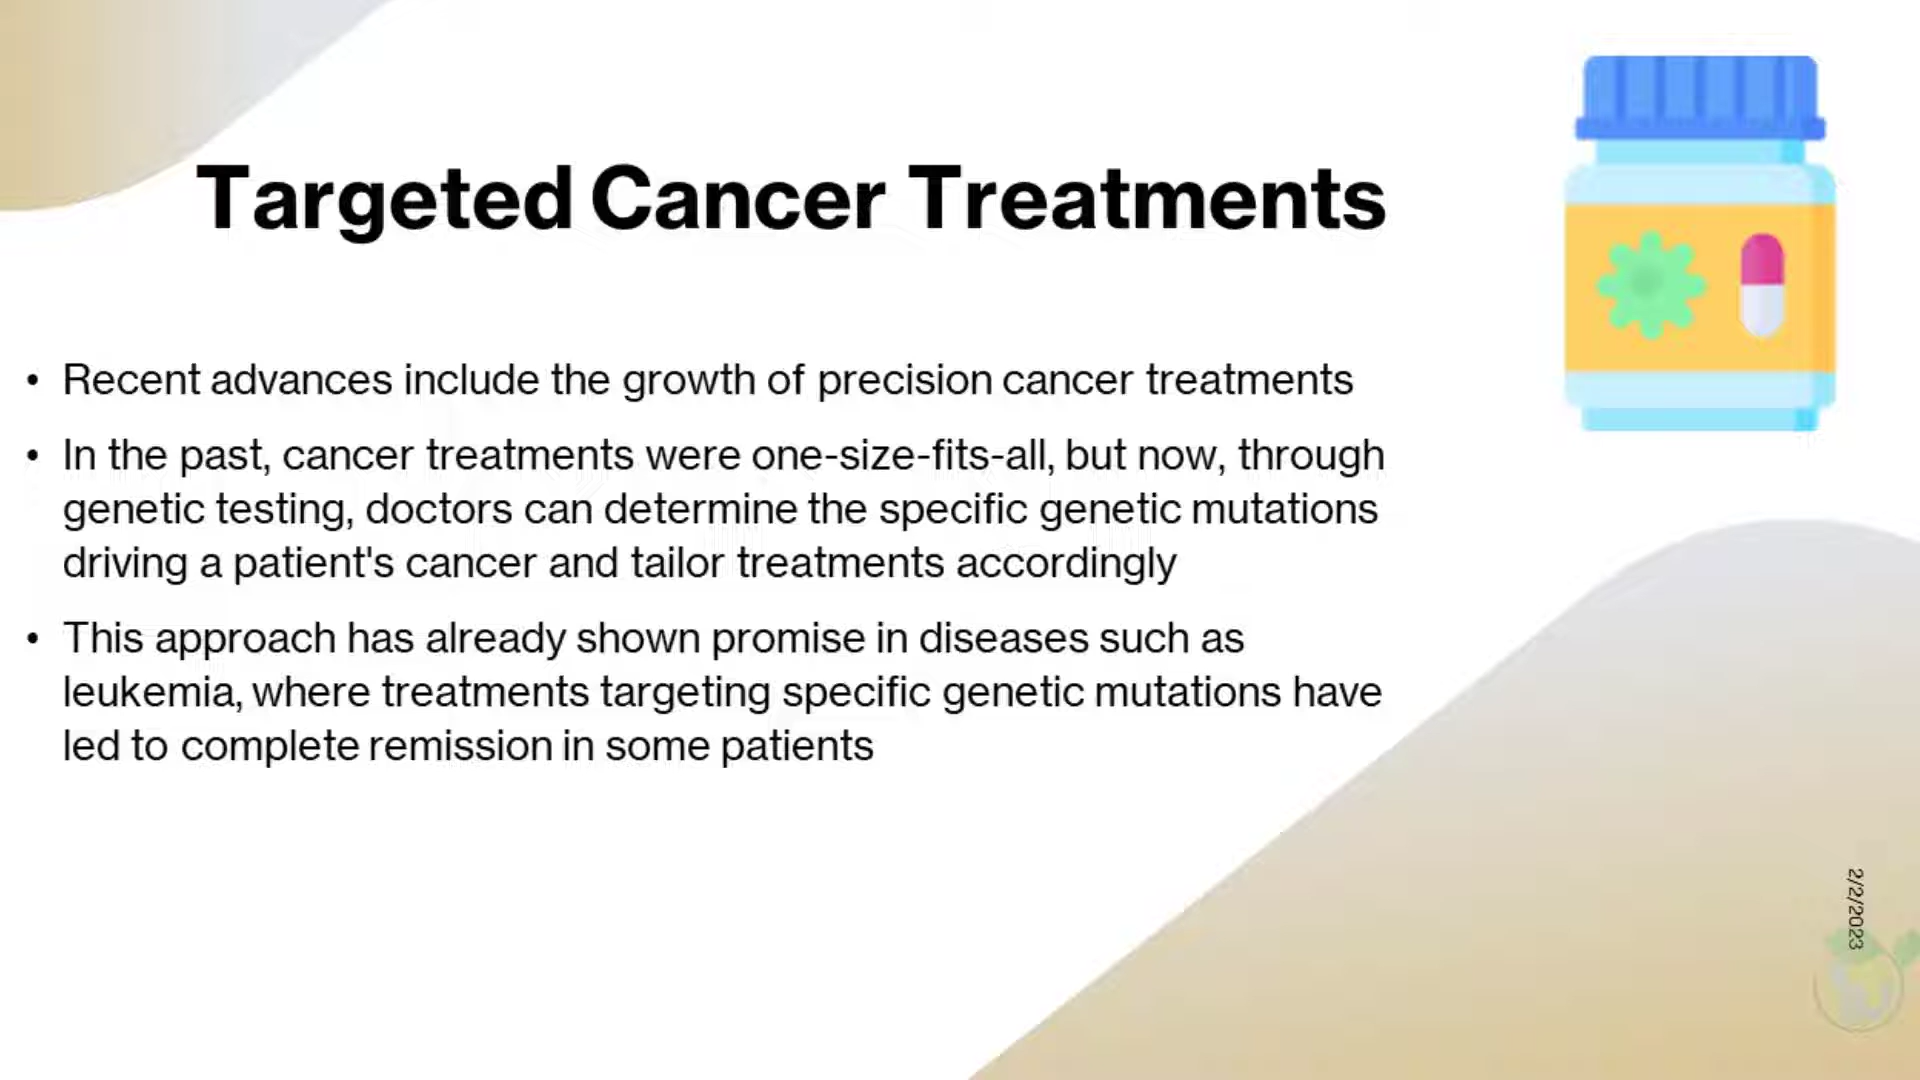 Targeted Cancer Treatments
• Recent advances include the growth of precision cancer treatments
• In the past, cancer treatments were one-size-fits-all, but now, through
genetic testing, doctors can determine the specific genetic mutations
driving a patient's cancer and tailor treatments accordingly
• This approach has already shown promise in diseases such as
leukemia, where treatments targeting specific genetic mutations have
led to complete remission in some patients
2/2/2023